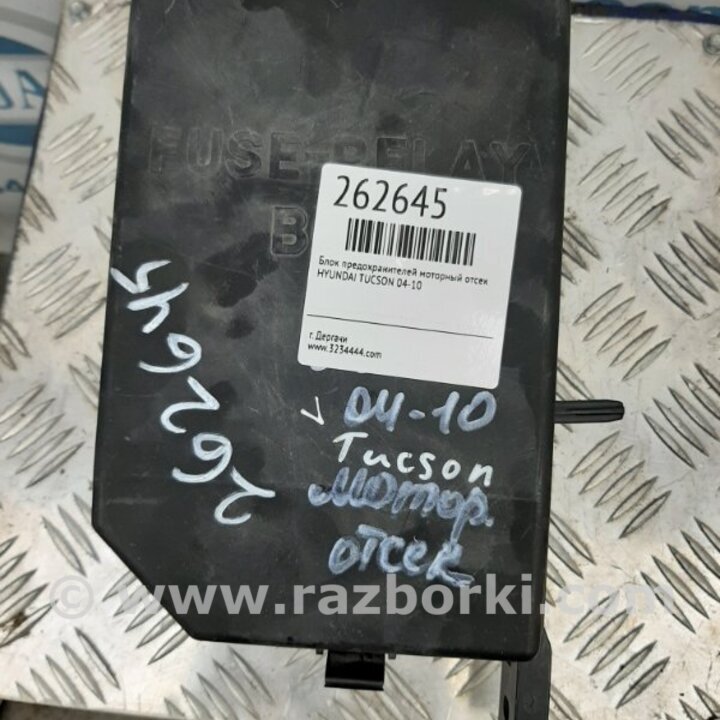 FUSE-RELAY
262645
Блок предохранителей моторный отсек
HYUNDAI TUCSON 04-10
г. Дергачи
www.3234444.com
04-10
Tucson
мотор.
отсек
© www.razborki.com